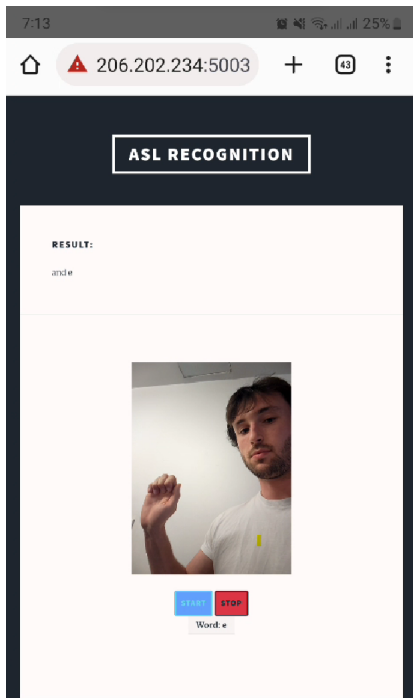 7:13 25%
206.202.234:5003 43
ASL RECOGNITION
RESULT:
and e
START STOP
Word: e